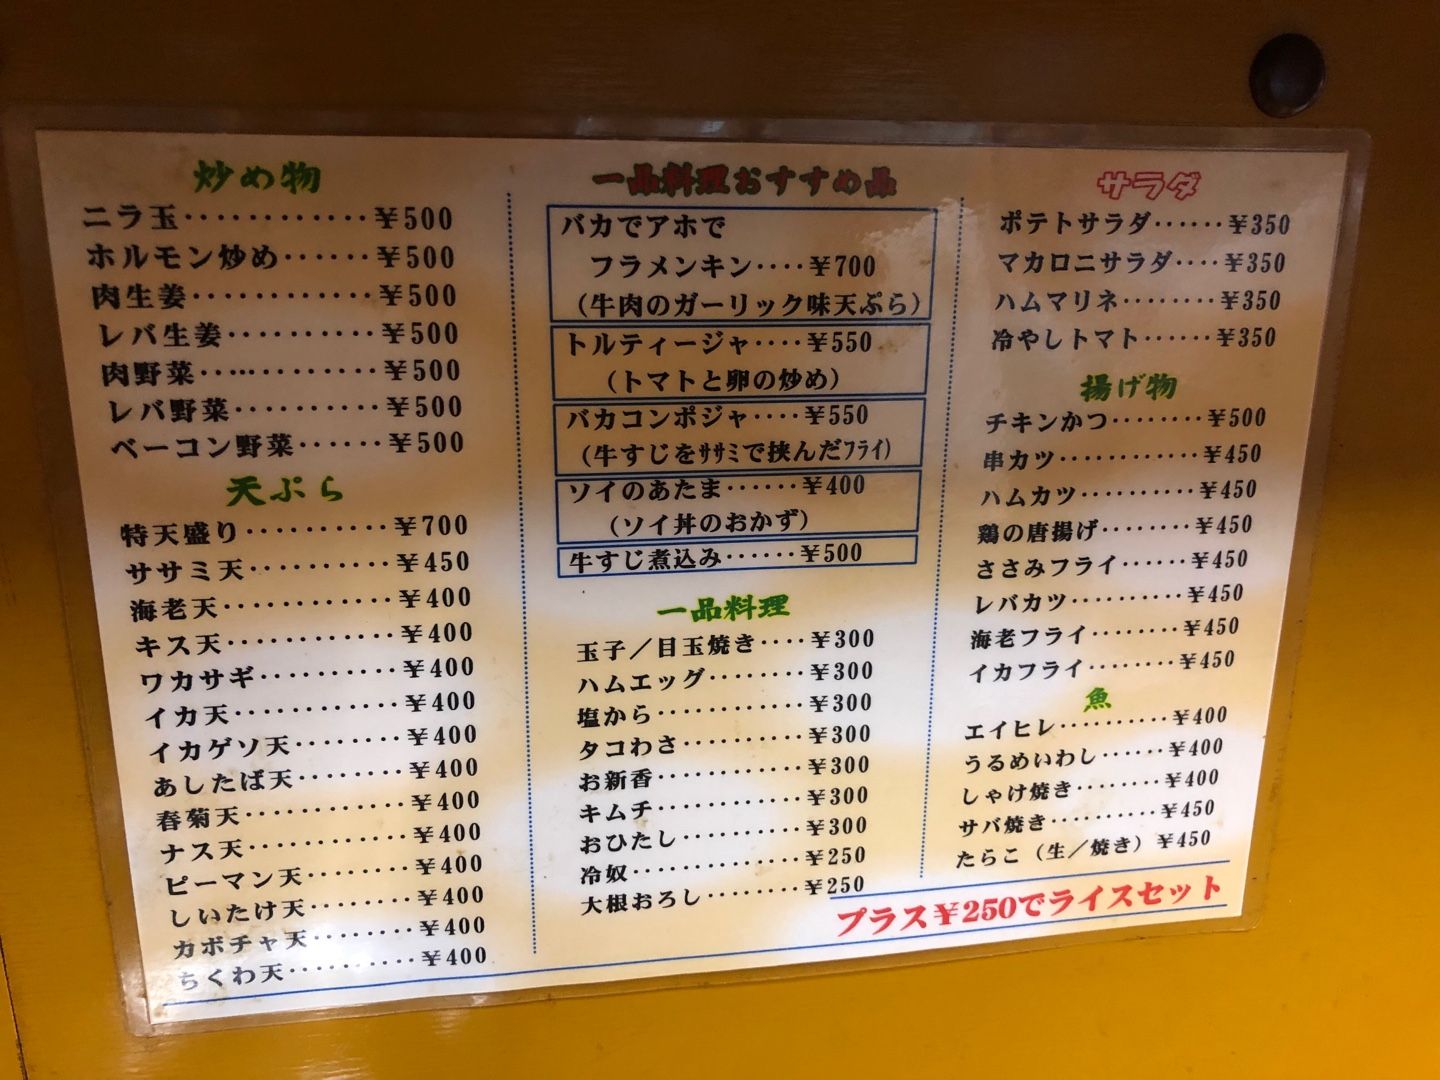 炒め物
ニラ玉············¥500
ホルモン炒め······¥500
肉生姜············¥500
レバ生姜··········¥500
肉野菜············¥500
レバ野菜··········¥500
ベーコン野菜······¥500
天ぷら
特天盛り··········¥700
ササミ天··········¥450
海老天············¥400
キス天············¥400
ワカサギ··········¥400
イカ天············¥400
イカゲソ天········¥400
あしたば天········¥400
春菊天············¥400
ナス天············¥400
ピーマン天········¥400
しいたけ天········¥400
カボチャ天········¥400
ちくわ天··········¥400
一品料理おすすめ品
バカでアホで
フラメンキン····¥700
(牛肉のガーリック味天ぷら)
トルティージャ····¥550
(トマトと卵の炒め)
バカコンポジャ····¥550
(牛すじをササミで挟んだフライ)
ソイのあたま······¥400
(ソイ丼のおかず)
牛すじ煮込み······¥500
一品料理
玉子/目玉焼き····¥300
ハムエッグ········¥300
塩から············¥300
タコわさ··········¥300
お新香············¥300
キムチ············¥300
おひたし··········¥300
冷奴··············¥250
大根おろし········¥250
サラダ
ポテトサラダ······¥350
マカロニサラダ····¥350
ハムマリネ········¥350
冷やしトマト······¥350
揚げ物
チキンかつ········¥500
串カツ············¥450
ハムカツ··········¥450
鶏の唐揚げ········¥450
ささみフライ······¥450
レバカツ··········¥450
海老フライ········¥450
イカフライ········¥450
魚
エイヒレ··········¥400
うるめいわし······¥400
しゃけ焼き········¥400
サバ焼き··········¥450
たらこ(生/焼き)¥450
プラス¥250でライスセット